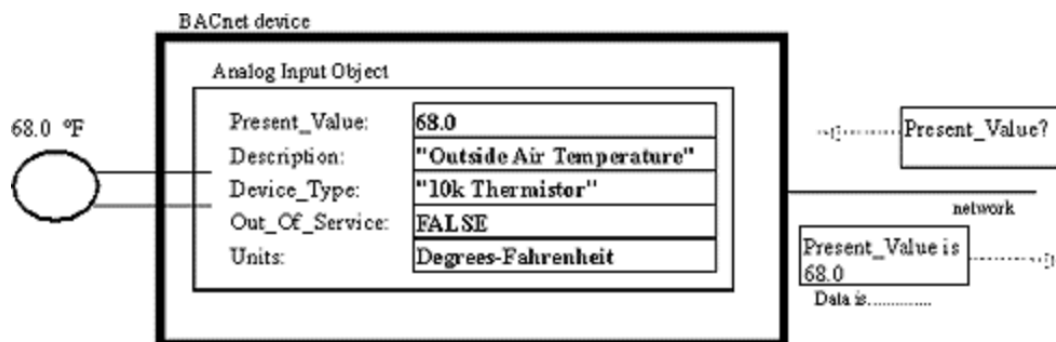 BACnet device
Analog Input Object
68.0 ºF
Present_Value: 68.0
Description: "Outside Air Temperature"
Device_Type: "10k Thermistor"
Out_Of_Service: FALSE
Units: Degrees-Fahrenheit
Present_Value?
network
Present_Value is
68.0
Data is..............